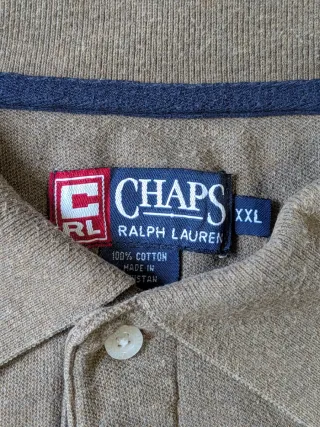 C
RL
CHAPS
RALPH LAUREN
XXL
100% COTTON
MADE IN